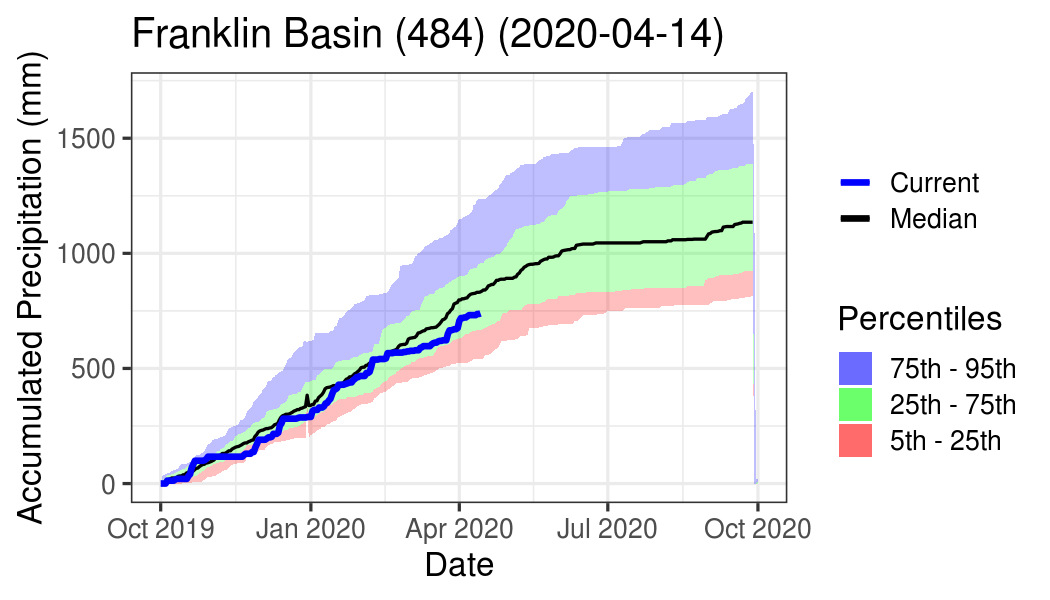 Franklin Basin (484) (2020-04-14)
Accumulated Precipitation (mm)
1500
1000
500
0
Oct 2019
Jan 2020
Apr 2020
Jul 2020
Oct 2020
Date
Current
Median
Percentiles
75th - 95th
25th - 75th
5th - 25th